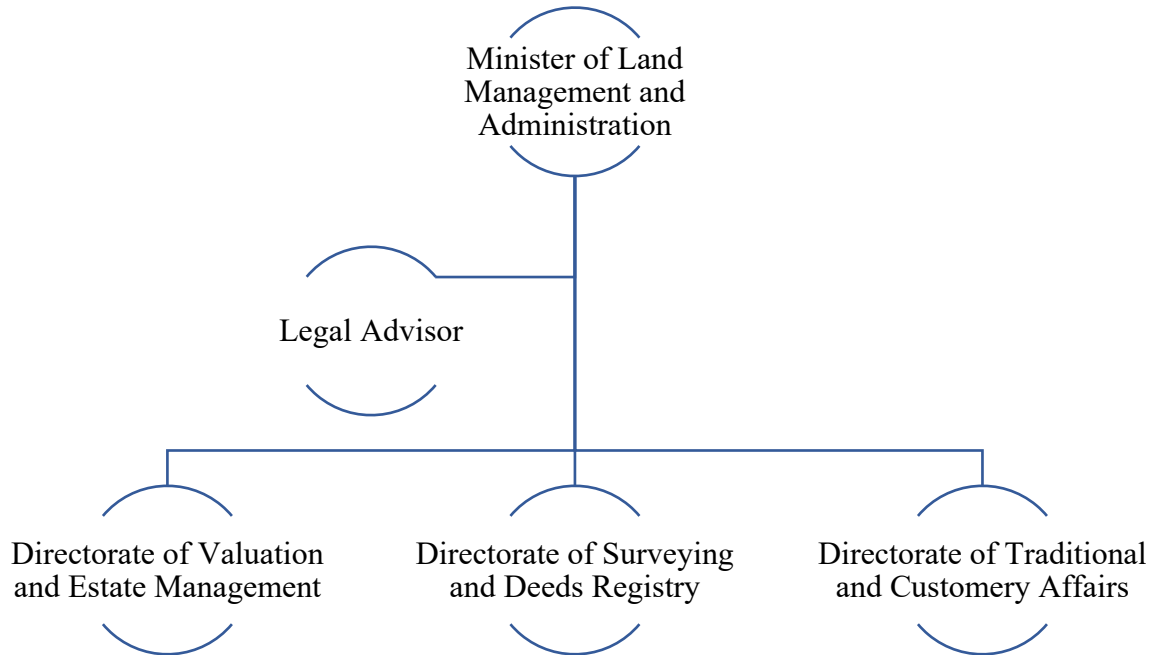 Minister of Land
Management and
Administration
Legal Advisor
Directorate of Valuation
and Estate Management
Directorate of Surveying
and Deeds Registry
Directorate of Traditional
and Customery Affairs